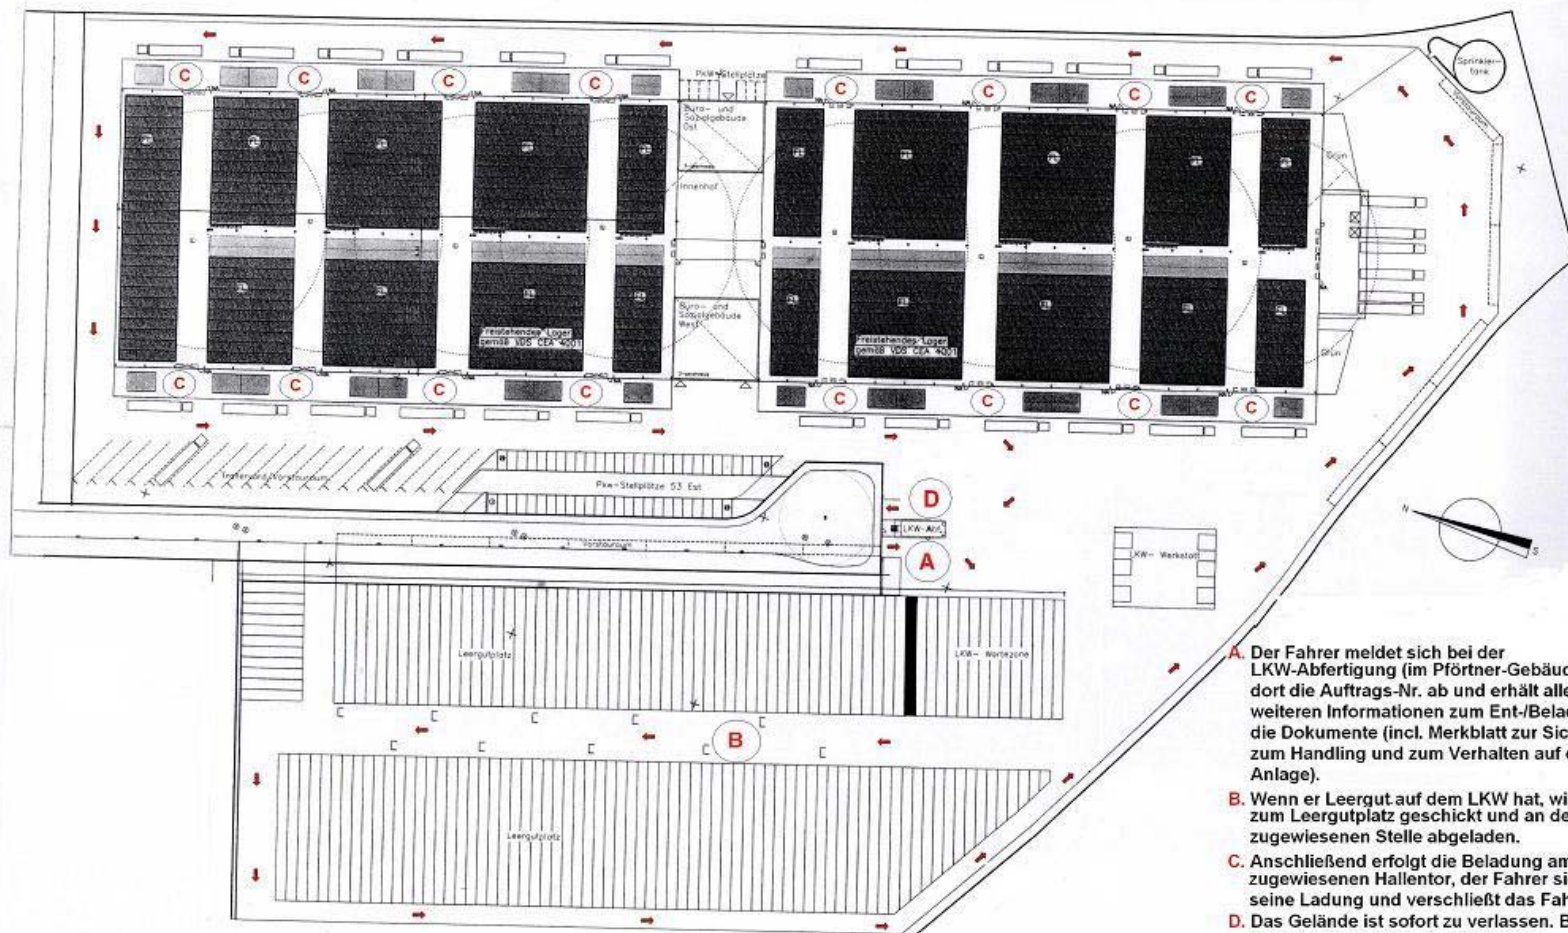 Sprinkler-
tank
PKW-Stellplätze
C C C C C C C C
Büro- und
Sozialgebäude
Ost
Grün
Innenhof
Büro- und
Sozialgebäude
West
Freistehendes Lager
gemäß VDS CEA 4001
Freistehendes Lager
gemäß VDS CEA 4001
Grün
C C C C C C C C
Pkw-Stellplätze 53 Est
D
LKW-Abf.
A
Vorstauraum
N
S
LKW- Werkstatt
Leergutplatz
LKW- Wartezone
B
Leergutplatz
A. Der Fahrer meldet sich bei der
LKW-Abfertigung (im Pförtner-Gebäud
dort die Auftrags-Nr. ab und erhält alle
weiteren Informationen zum Ent-/Belad
die Dokumente (incl. Merkblatt zur Sic
zum Handling und zum Verhalten auf d
Anlage).
B. Wenn er Leergut auf dem LKW hat, wi
zum Leergutplatz geschickt und an de
zugewiesenen Stelle abgeladen.
C. Anschließend erfolgt die Beladung am
zugewiesenen Hallentor, der Fahrer si
seine Ladung und verschließt das Fah
D. Das Gelände ist sofort zu verlassen. B